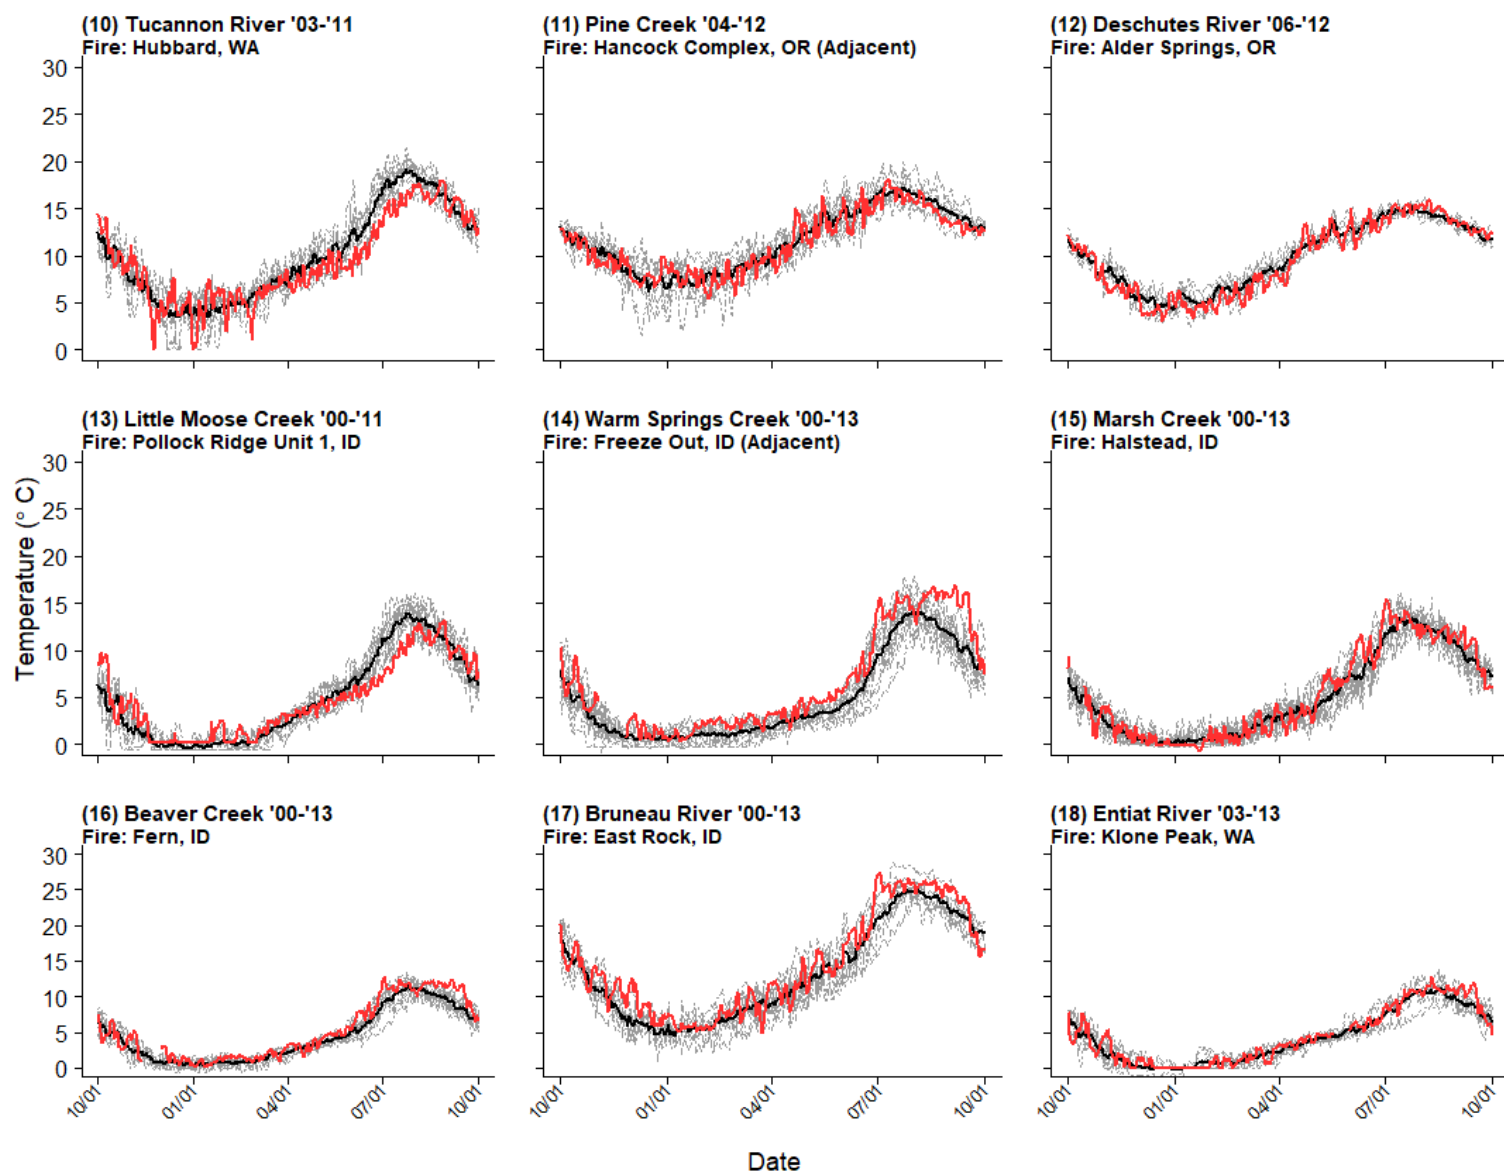 (10) Tucannon River '03-'11
Fire: Hubbard, WA
(11) Pine Creek '04-'12
Fire: Hancock Complex, OR (Adjacent)
(12) Deschutes River '06-'12
Fire: Alder Springs, OR
30
25
20
15
10
5
0
(13) Little Moose Creek '00-'11
Fire: Pollock Ridge Unit 1, ID
(14) Warm Springs Creek '00-'13
Fire: Freeze Out, ID (Adjacent)
(15) Marsh Creek '00-'13
Fire: Halstead, ID
Temperature (° C)
30
25
20
15
10
5
0
(16) Beaver Creek '00-'13
Fire: Fern, ID
(17) Bruneau River '00-'13
Fire: East Rock, ID
(18) Entiat River '03-'13
Fire: Klone Peak, WA
30
25
20
15
10
5
0
10/01 01/01 04/01 07/01 10/01
10/01 01/01 04/01 07/01 10/01
10/01 01/01 04/01 07/01 10/01
Date